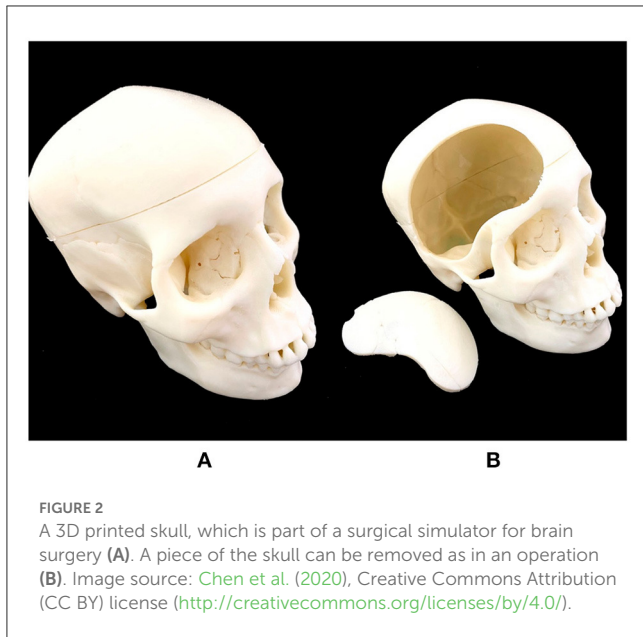 A B
FIGURE 2
A 3D printed skull, which is part of a surgical simulator for brain
surgery (A). A piece of the skull can be removed as in an operation
(B). Image source: Chen et al. (2020), Creative Commons Attribution
(CC BY) license (http://creativecommons.org/licenses/by/4.0/).